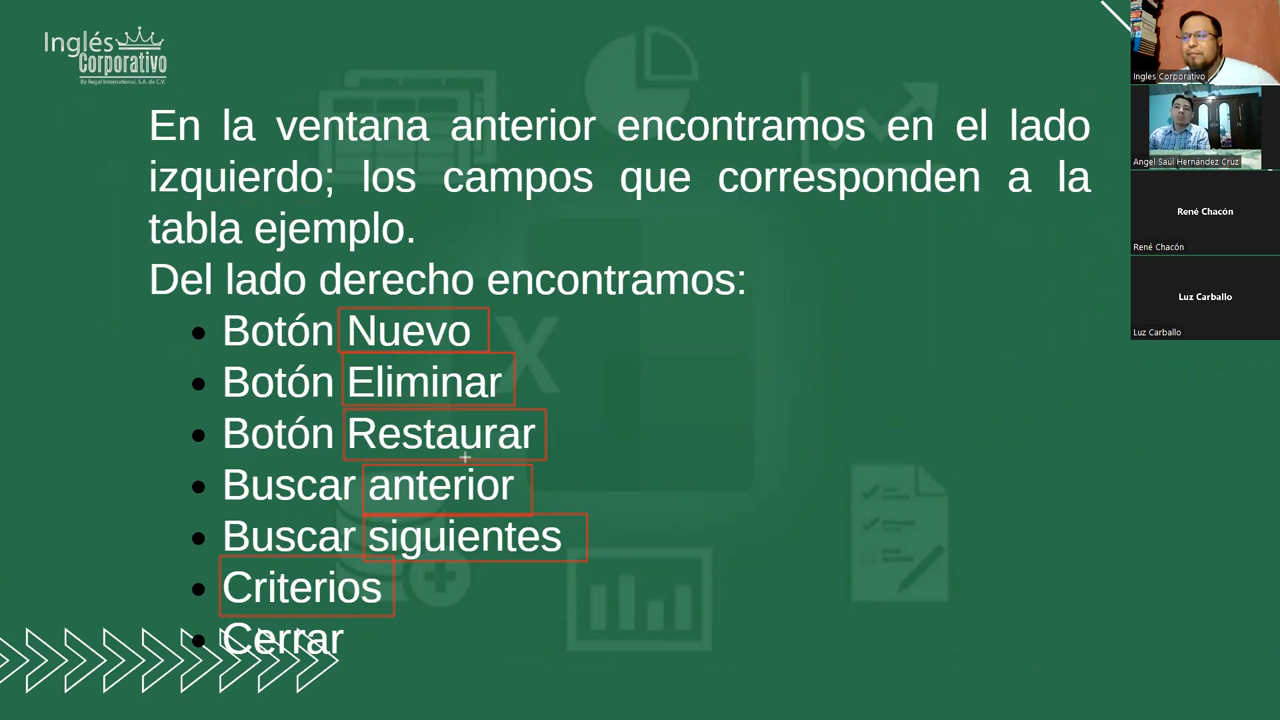 Inglés
Corporativo
By Regal International, S.A. de C.V.
En la ventana anterior encontramos en el lado
izquierdo; los campos que corresponden a la
tabla ejemplo.
Del lado derecho encontramos:
• Botón Nuevo
• Botón Eliminar
• Botón Restaurar
• Buscar anterior
• Buscar siguientes
• Criterios
• Cerrar
Ingles Corporativo
Angel Saúl Hernández Cruz
René Chacón
René Chacón
Luz Carballo
Luz Carballo